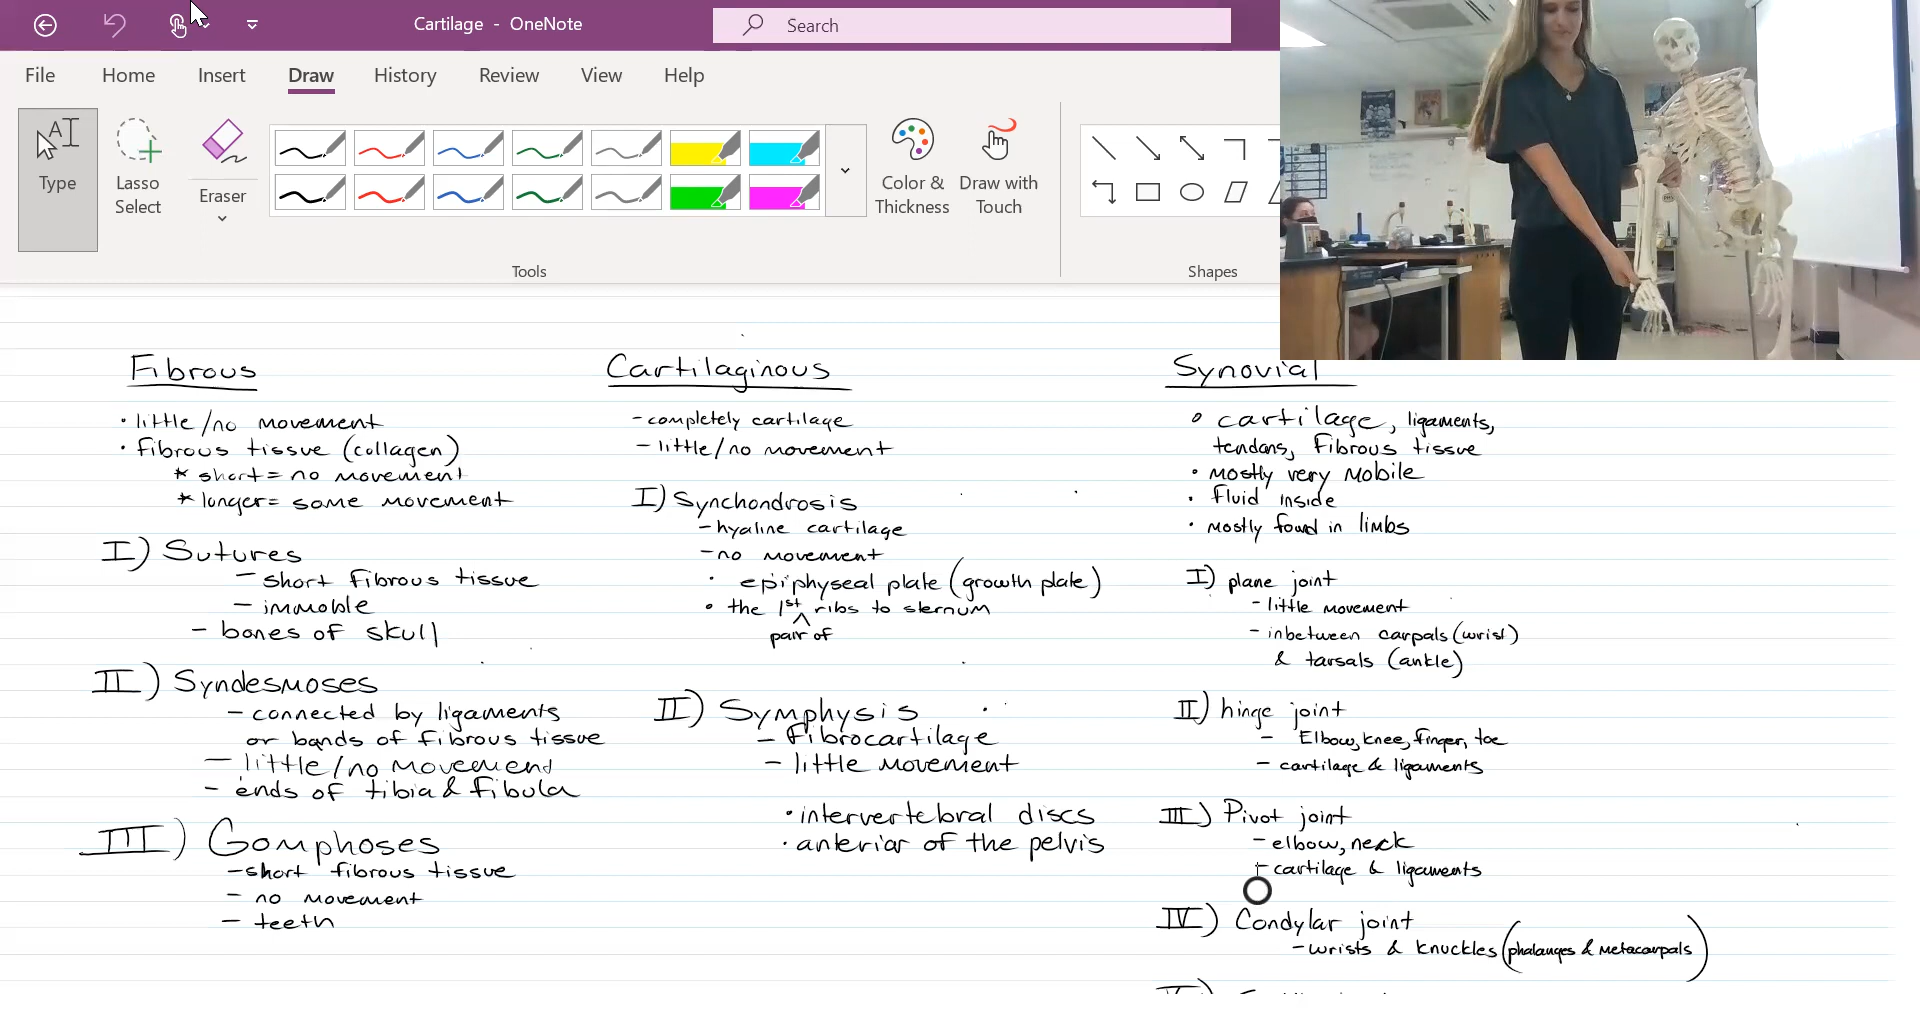 Cartilage - OneNote
Search
File Home Insert Draw History Review View Help
Type
Lasso Select
Eraser
Color & Thickness
Draw with Touch
Tools
Shapes
Fibrous
• little/no movement
• fibrous tissue (collagen)
* short = no movement
* longer = some movement
I) Sutures
- short fibrous tissue
- immoble
- bones of skull
II) Syndesmoses
- connected by ligaments
or bands of fibrous tissue
- little/no movement
- ends of tibia & fibula
III) Gomphoses
- short fibrous tissue
- no movement
- teeth
Cartilaginous
- completely cartilage
- little/no movement
I) Synchondrosis
- hyaline cartilage
- no movement
• epiphyseal plate (growth plate)
• the 1st ribs to sternum
^
pair of
II) Symphysis
- fibrocartilage
- little movement
• intervertebral discs
• anterior of the pelvis
Synovial
• cartilage, ligaments,
tendons, fibrous tissue
• mostly very mobile
• fluid inside
• mostly found in limbs
I) plane joint
- little movement
- inbetween carpals (wrist)
& tarsals (ankle)
II) hinge joint
- Elbow, knee, finger, toe
- cartilage & ligaments
III) Pivot joint
- elbow, neck
- cartilage & ligaments
IV) Condylar joint
- wrists & knuckles (phalanges & metacarpals)